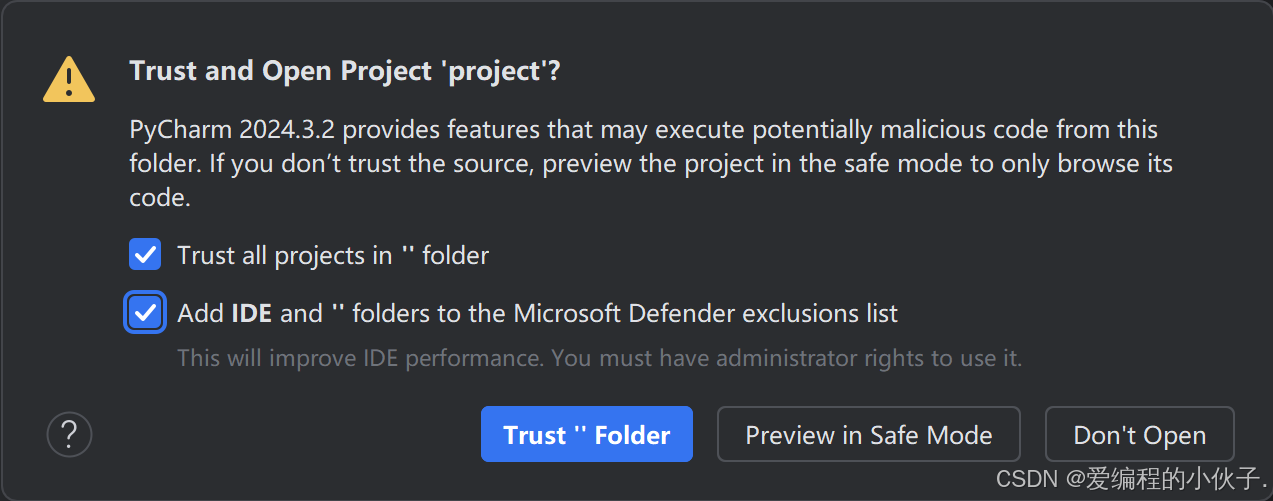 Trust and Open Project 'project'?
PyCharm 2024.3.2 provides features that may execute potentially malicious code from this
folder. If you don’t trust the source, preview the project in the safe mode to only browse its
code.
Trust all projects in '' folder
Add IDE and '' folders to the Microsoft Defender exclusions list
This will improve IDE performance. You must have administrator rights to use it.
? Trust '' Folder Preview in Safe Mode Don't Open
CSDN @爱编程的小伙子.